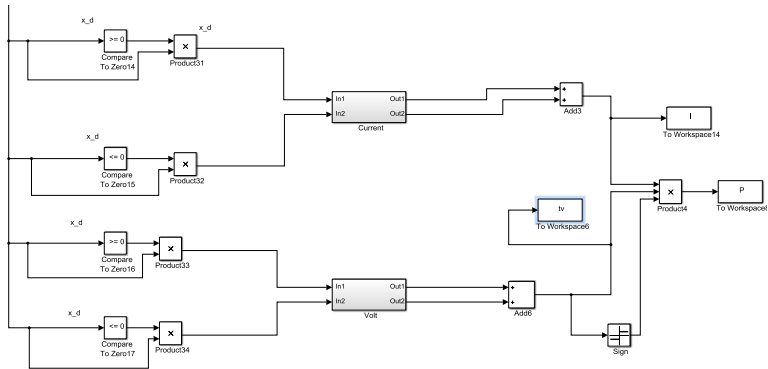 x_d
x_d
>= 0
×
Compare
To Zero14
Product31
In1
Out1
In2
Out2
Current
+
+
Add3
I
To Workspace14
x_d
<= 0
×
Compare
To Zero15
Product32
×
Product4
P
To Workspace8
tv
To Workspace6
x_d
>= 0
×
Compare
To Zero16
Product33
In1
Out1
In2
Out2
Volt
+
+
Add6
x_d
<= 0
×
Compare
To Zero17
Product34
Sign